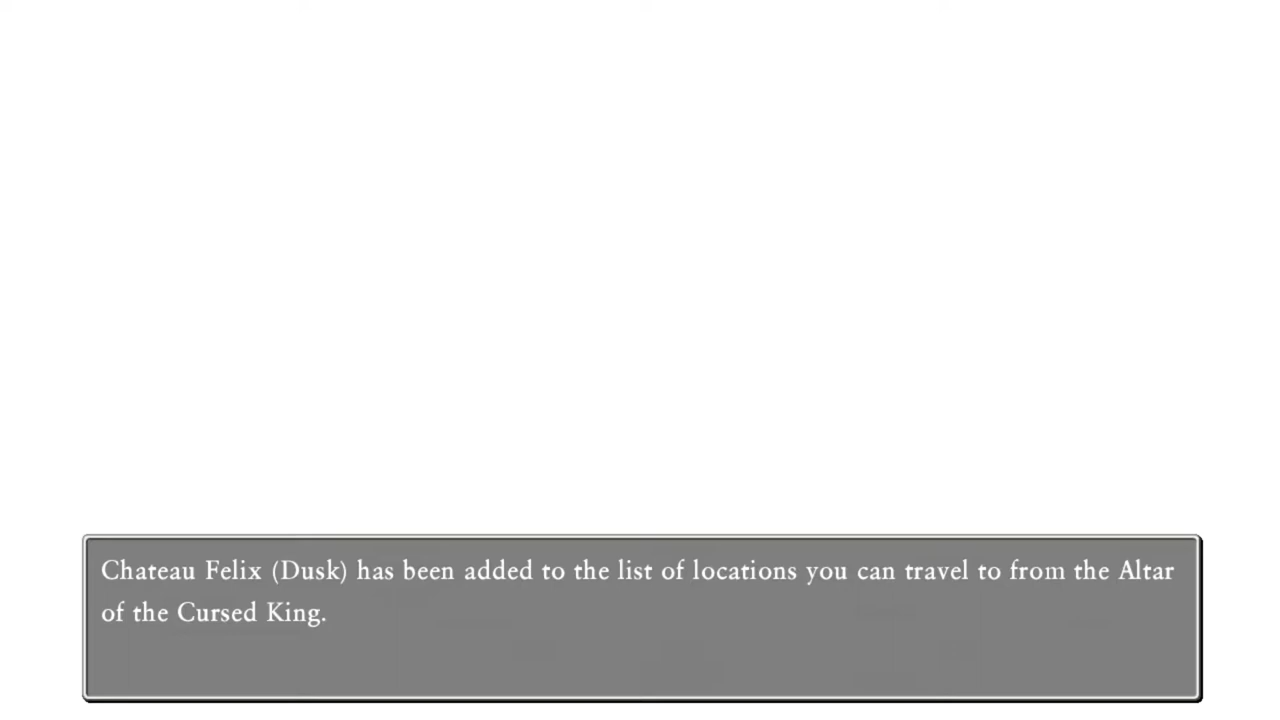 Chateau Felix (Dusk) has been added to the list of locations you can travel to from the Altar
of the Cursed King.